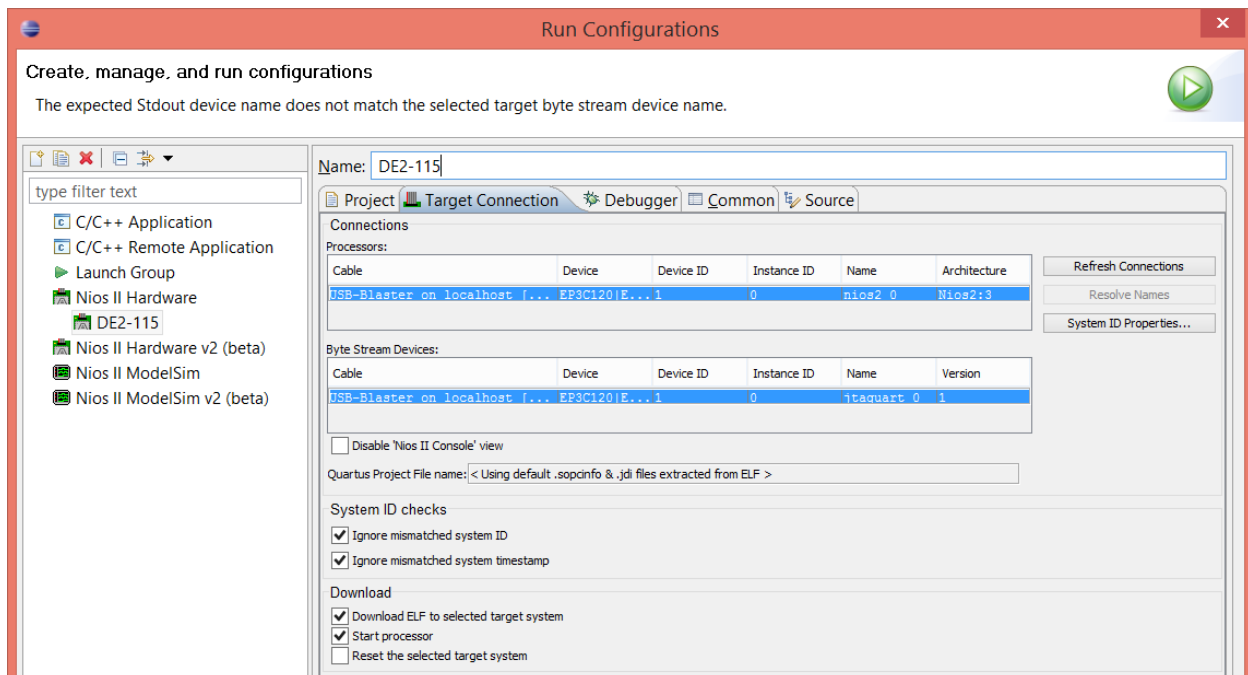 Run Configurations
Create, manage, and run configurations
The expected Stdout device name does not match the selected target byte stream device name.
type filter text
C/C++ Application
C/C++ Remote Application
Launch Group
Nios II Hardware
DE2-115
Nios II Hardware v2 (beta)
Nios II ModelSim
Nios II ModelSim v2 (beta)
Name: DE2-115
Project Target Connection Debugger Common Source
Connections
Processors:
Cable Device Device ID Instance ID Name Architecture
USB-Blaster on localhost [... EP3C120|E... 1 0 nios2_0 Nios2:3
Refresh Connections
Resolve Names
System ID Properties...
Byte Stream Devices:
Cable Device Device ID Instance ID Name Version
USB-Blaster on localhost [... EP3C120|E... 1 0 jtaguart_0 1
Disable 'Nios II Console' view
Quartus Project File name: < Using default .sopcinfo & .jdi files extracted from ELF >
System ID checks
Ignore mismatched system ID
Ignore mismatched system timestamp
Download
Download ELF to selected target system
Start processor
Reset the selected target system